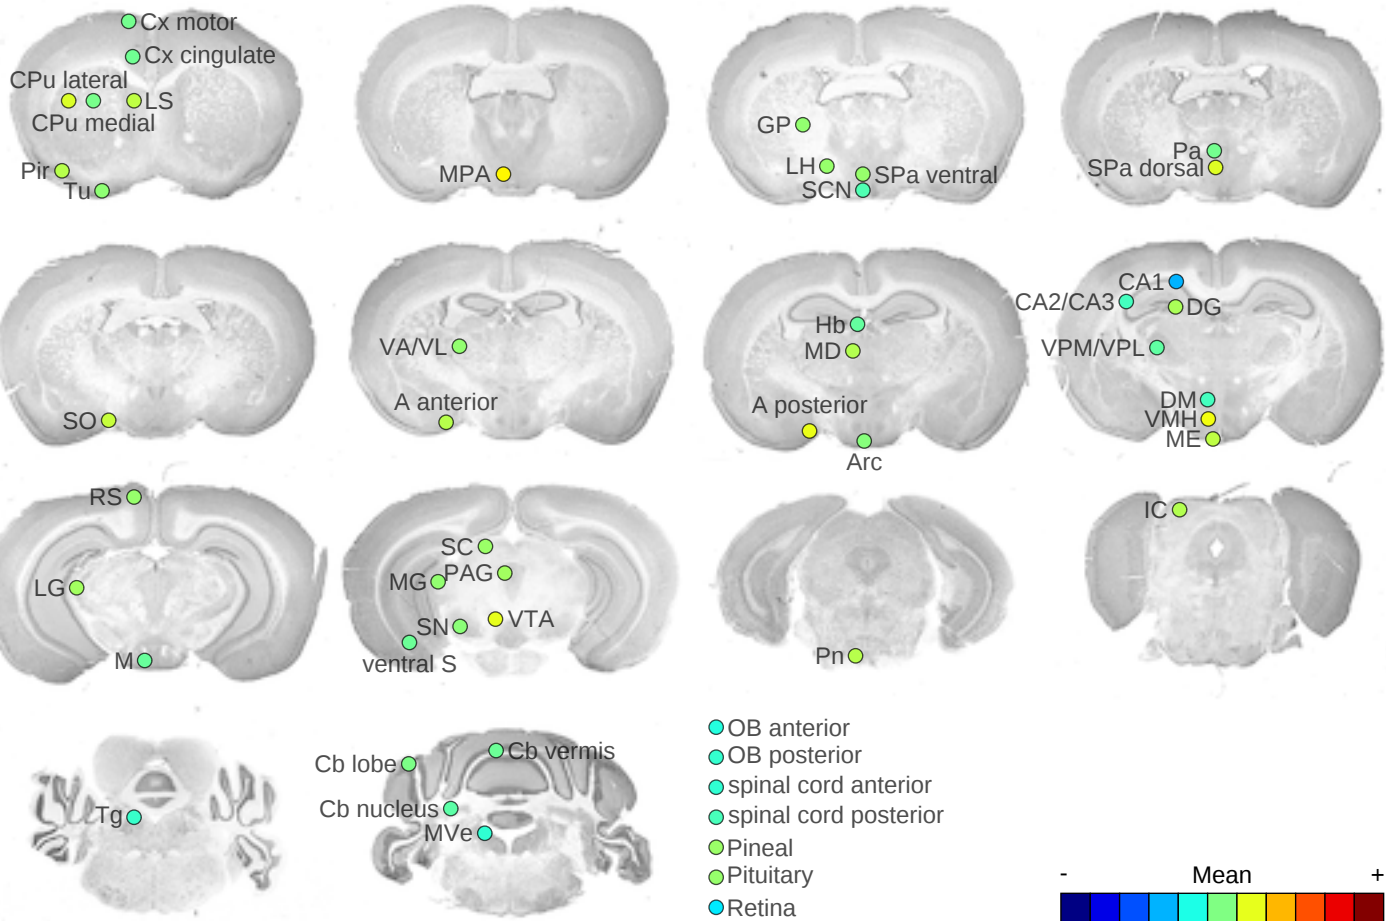 Cx motor
Cx cingulate
CPu lateral
LS
CPu medial
Pir
Tu
MPA
GP
LH
SPa ventral
SCN
Pa
SPa dorsal
SO
VA/VL
A anterior
Hb
MD
A posterior
Arc
CA1
CA2/CA3
DG
VPM/VPL
DM
VMH
ME
RS
LG
M
SC
MG
PAG
SN
VTA
ventral S
Pn
IC
Tg
Cb lobe
Cb vermis
Cb nucleus
MVe
OB anterior
OB posterior
spinal cord anterior
spinal cord posterior
Pineal
Pituitary
Retina
- Mean +